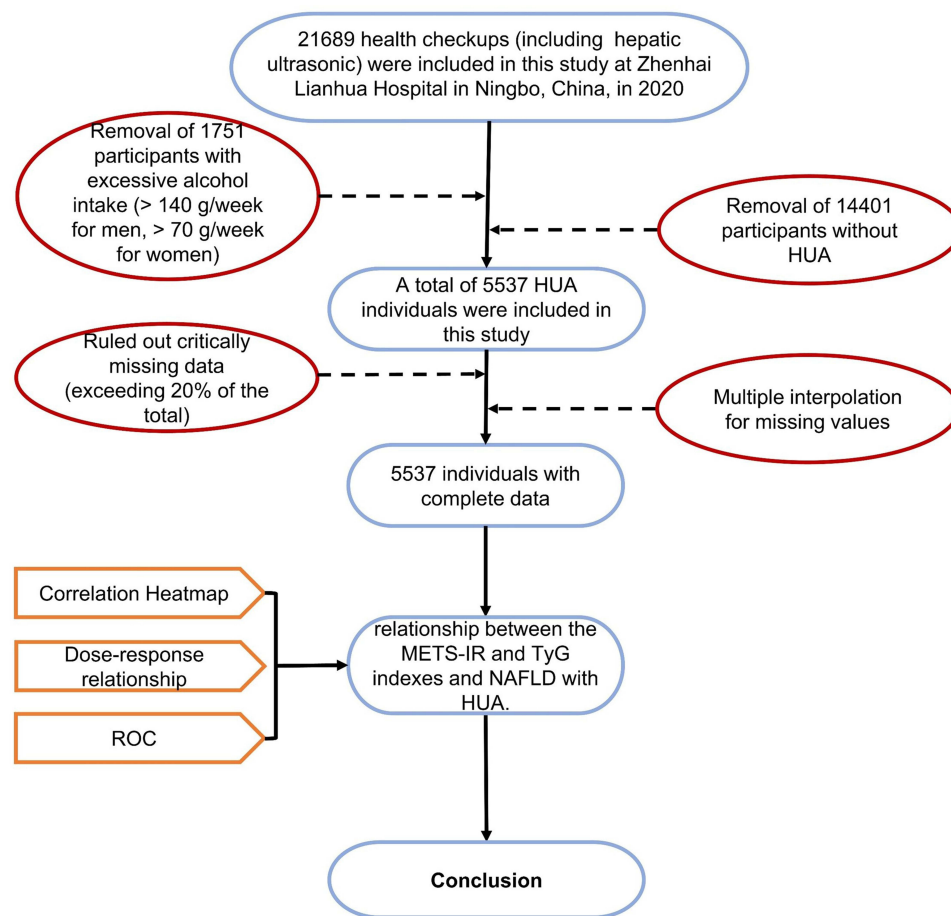 21689 health checkups (including hepatic
ultrasonic) were included in this study at Zhenhai
Lianhua Hospital in Ningbo, China, in 2020
Removal of 1751
participants with
excessive alcohol
intake (> 140 g/week
for men, > 70 g/week
for women)
Removal of 14401
participants without
HUA
A total of 5537 HUA
individuals were included in
this study
Ruled out critically
missing data
(exceeding 20% of the
total)
Multiple interpolation
for missing values
5537 individuals with
complete data
Correlation Heatmap
Dose-response
relationship
ROC
relationship between the
METS-IR and TyG
indexes and NAFLD with
HUA.
Conclusion